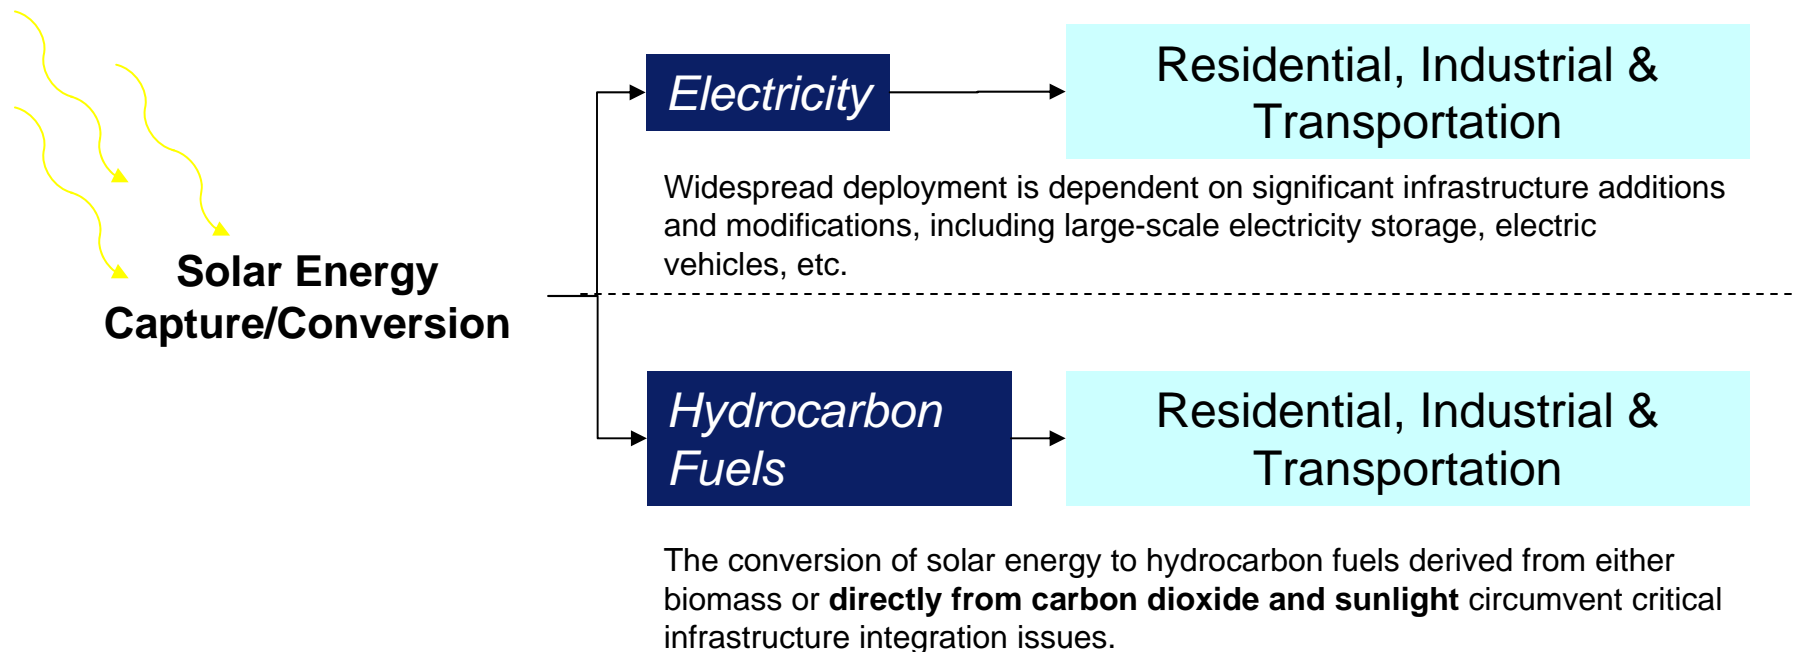 Solar Energy
Capture/Conversion
Electricity
Residential, Industrial &
Transportation
Widespread deployment is dependent on significant infrastructure additions
and modifications, including large-scale electricity storage, electric
vehicles, etc.
Hydrocarbon
Fuels
Residential, Industrial &
Transportation
The conversion of solar energy to hydrocarbon fuels derived from either
biomass or directly from carbon dioxide and sunlight circumvent critical
infrastructure integration issues.